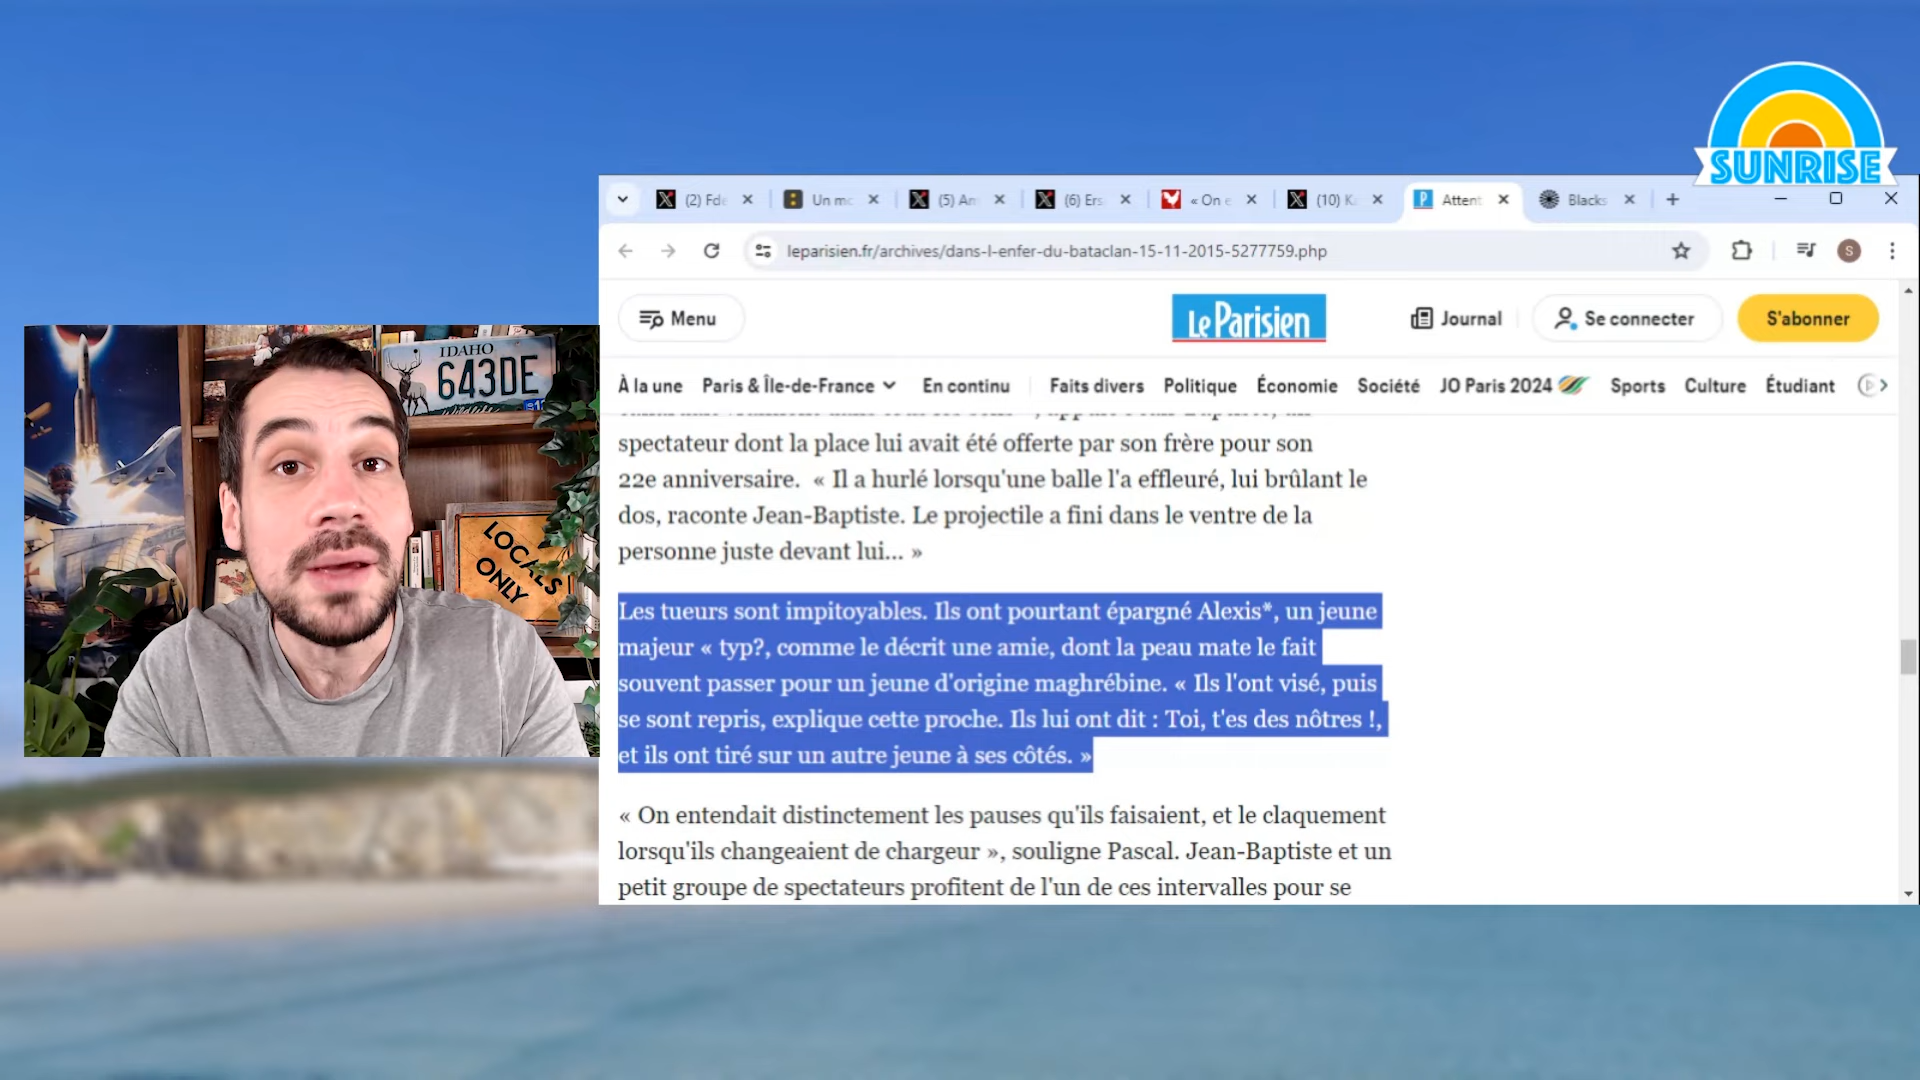 SUNRISE
(2) Fde
Un mo
(5) An
(6) Ers
« On e
(10) K
Attent
Blacks
leparisien.fr/archives/dans-l-enfer-du-bataclan-15-11-2015-5277759.php
S
Menu
Le Parisien
Journal
Se connecter
S'abonner
À la une
Paris & Île-de-France
En continu
Faits divers
Politique
Économie
Société
JO Paris 2024
Sports
Culture
Étudiant
spectateur dont la place lui avait été offerte par son frère pour son
22e anniversaire. « Il a hurlé lorsqu'une balle l'a effleuré, lui brûlant le
dos, raconte Jean-Baptiste. Le projectile a fini dans le ventre de la
personne juste devant lui... »
Les tueurs sont impitoyables. Ils ont pourtant épargné Alexis*, un jeune
majeur « typ?, comme le décrit une amie, dont la peau mate le fait
souvent passer pour un jeune d'origine maghrébine. « Ils l'ont visé, puis
se sont repris, explique cette proche. Ils lui ont dit : Toi, t'es des nôtres !,
et ils ont tiré sur un autre jeune à ses côtés. »
« On entendait distinctement les pauses qu'ils faisaient, et le claquement
lorsqu'ils changeaient de chargeur », souligne Pascal. Jean-Baptiste et un
petit groupe de spectateurs profitent de l'un de ces intervalles pour se
IDAHO
643DE
LOCALS
ONLY